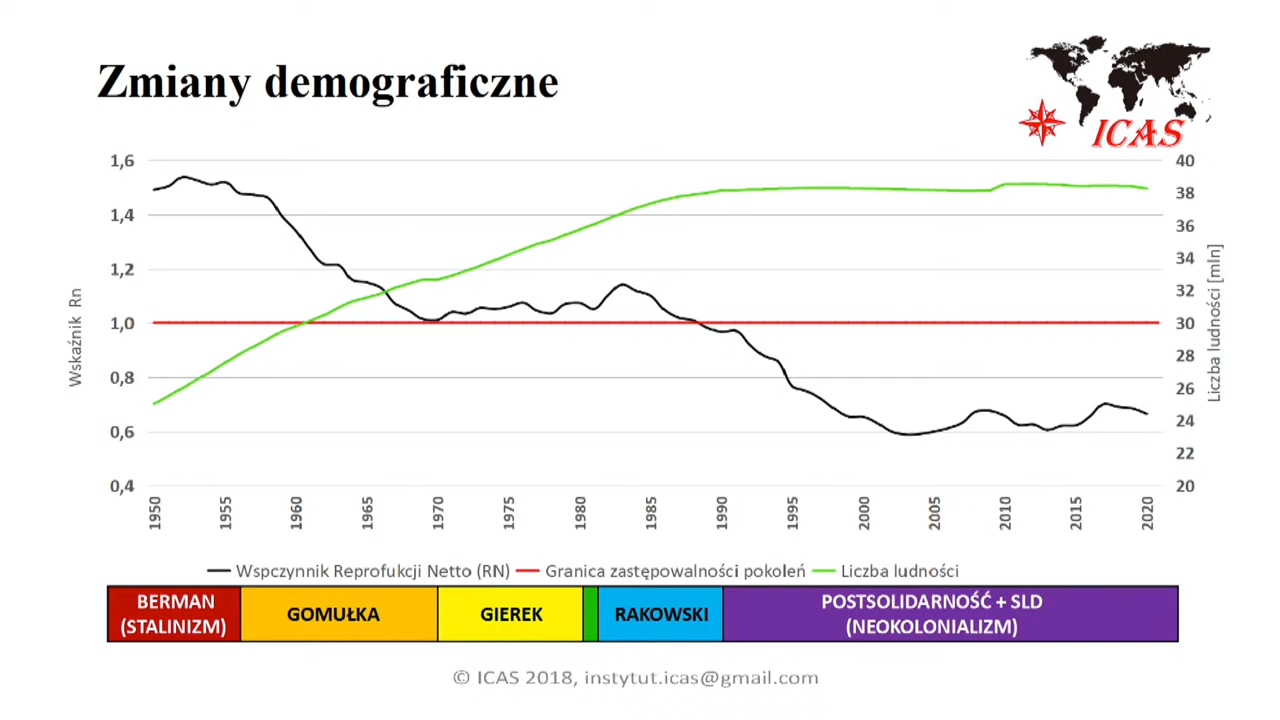 Zmiany demograficzne
ICAS
1,6
1,4
1,2
1,0
0,8
0,6
0,4
Wskaźnik Rn
40
38
36
34
32
30
28
26
24
22
20
Liczba ludności [mln]
1950
1955
1960
1965
1970
1975
1980
1985
1990
1995
2000
2005
2010
2015
2020
Wspczynnik Reprofukcji Netto (RN)
Granica zastępowalności pokoleń
Liczba ludności
BERMAN
(STALINIZM)
GOMUŁKA
GIEREK
RAKOWSKI
POSTSOLIDARNOŚĆ + SLD
(NEOKOLONIALIZM)
© ICAS 2018, instytut.icas@gmail.com